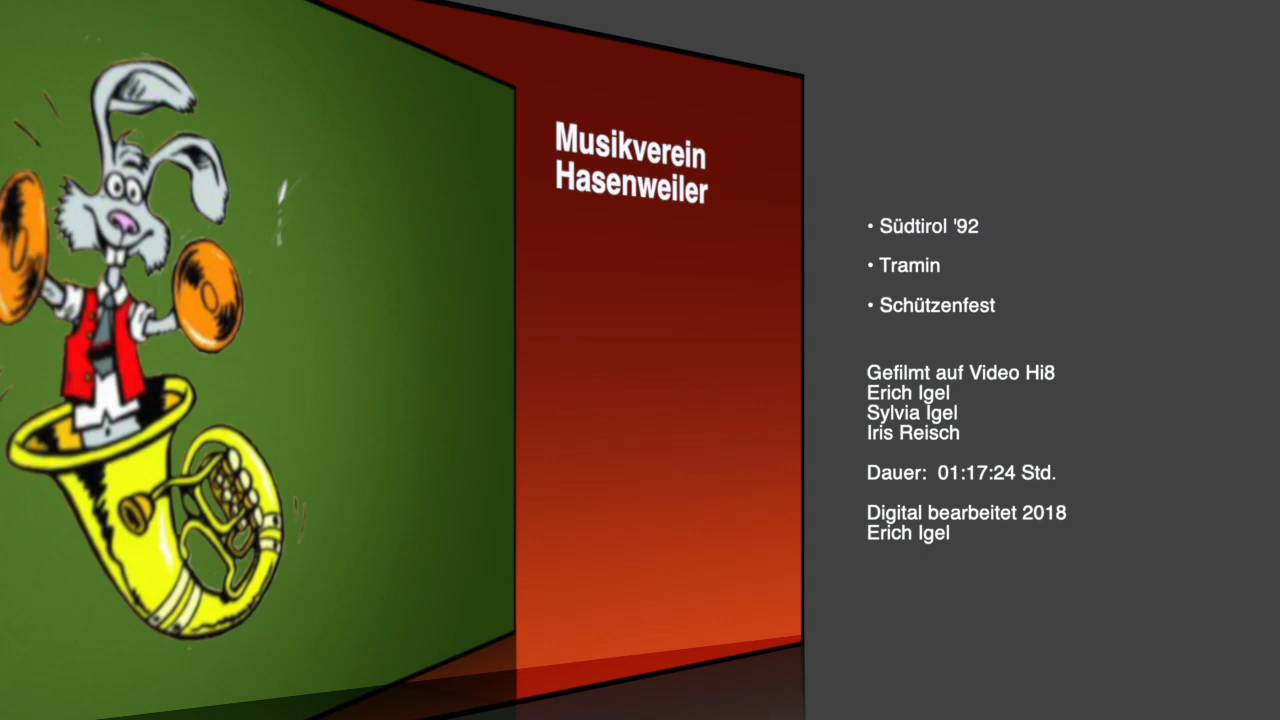 Musikverein
Hasenweiler
• Südtirol '92
• Tramin
• Schützenfest
Gefilmt auf Video Hi8
Erich Igel
Sylvia Igel
Iris Reisch
Dauer:  01:17:24 Std.
Digital bearbeitet 2018
Erich Igel